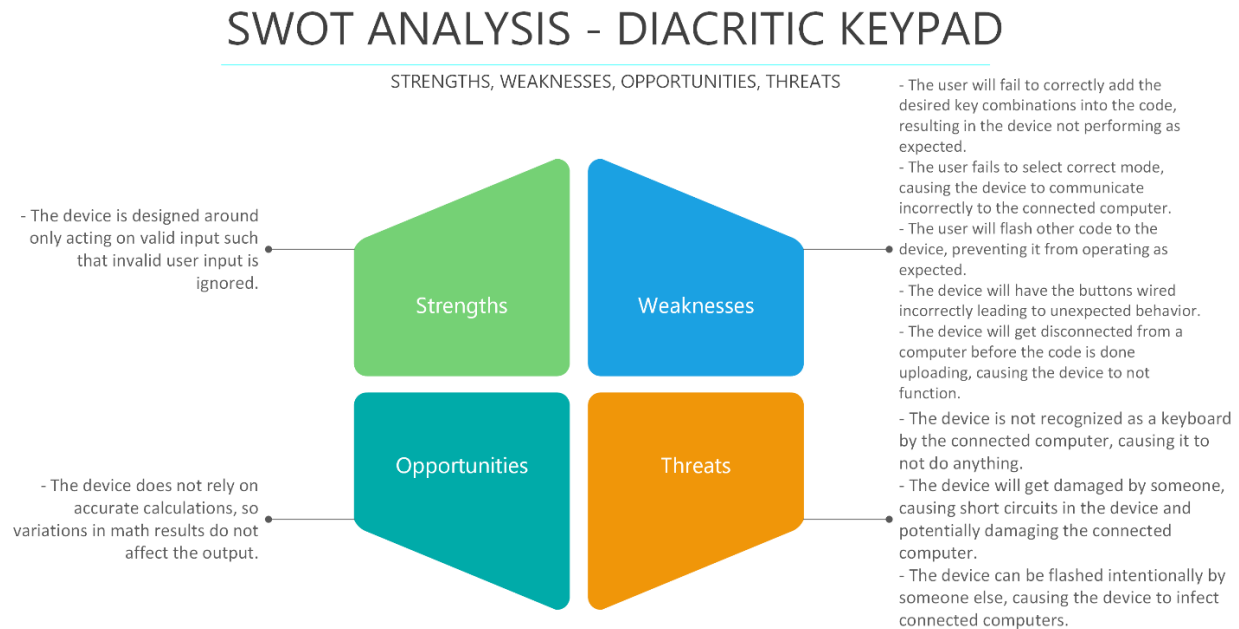 SWOT ANALYSIS - DIACRITIC KEYPAD
STRENGTHS, WEAKNESSES, OPPORTUNITIES, THREATS
- The device is designed around
only acting on valid input such
that invalid user input is
ignored.
Strengths
Weaknesses
- The user will fail to correctly add the
desired key combinations into the code,
resulting in the device not performing as
expected.
- The user fails to select correct mode,
causing the device to communicate
incorrectly to the connected computer.
- The user will flash other code to the
device, preventing it from operating as
expected.
- The device will have the buttons wired
incorrectly leading to unexpected behavior.
- The device will get disconnected from a
computer before the code is done
uploading, causing the device to not
function.
- The device does not rely on
accurate calculations, so
variations in math results do not
affect the output.
Opportunities
Threats
- The device is not recognized as a keyboard
by the connected computer, causing it to
not do anything.
- The device will get damaged by someone,
causing short circuits in the device and
potentially damaging the connected
computer.
- The device can be flashed intentionally by
someone else, causing the device to infect
connected computers.